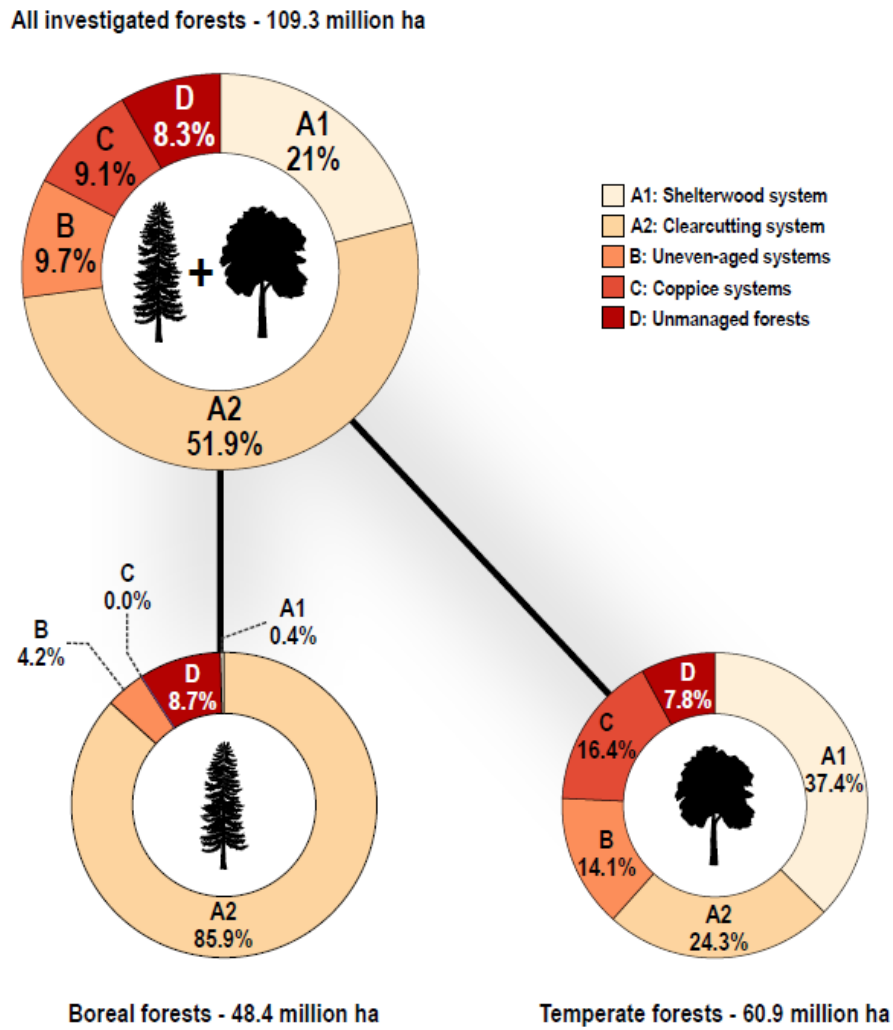 All investigated forests - 109.3 million ha
D
8.3%
A1
21%
C
9.1%
B
9.7%
+
A2
51.9%
A1: Shelterwood system
A2: Clearcutting system
B: Uneven-aged systems
C: Coppice systems
D: Unmanaged forests
C
0.0%
A1
0.4%
B
4.2%
D
8.7%
A2
85.9%
D
7.8%
C
16.4%
A1
37.4%
B
14.1%
A2
24.3%
Boreal forests - 48.4 million ha
Temperate forests - 60.9 million ha